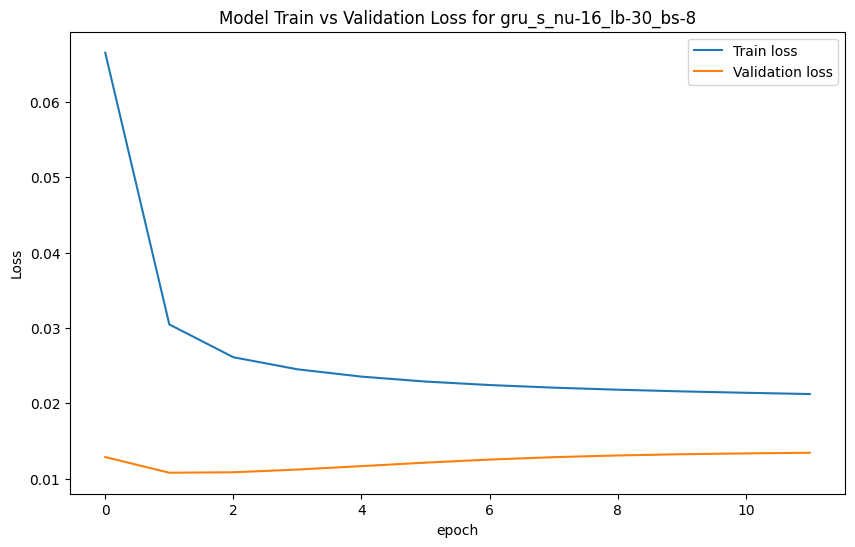 Model Train vs Validation Loss for gru_s_nu-16_lb-30_bs-8
Train loss
Validation loss
0.06
0.05
0.04
0.03
0.02
0.01
Loss
0 2 4 6 8 10
epoch